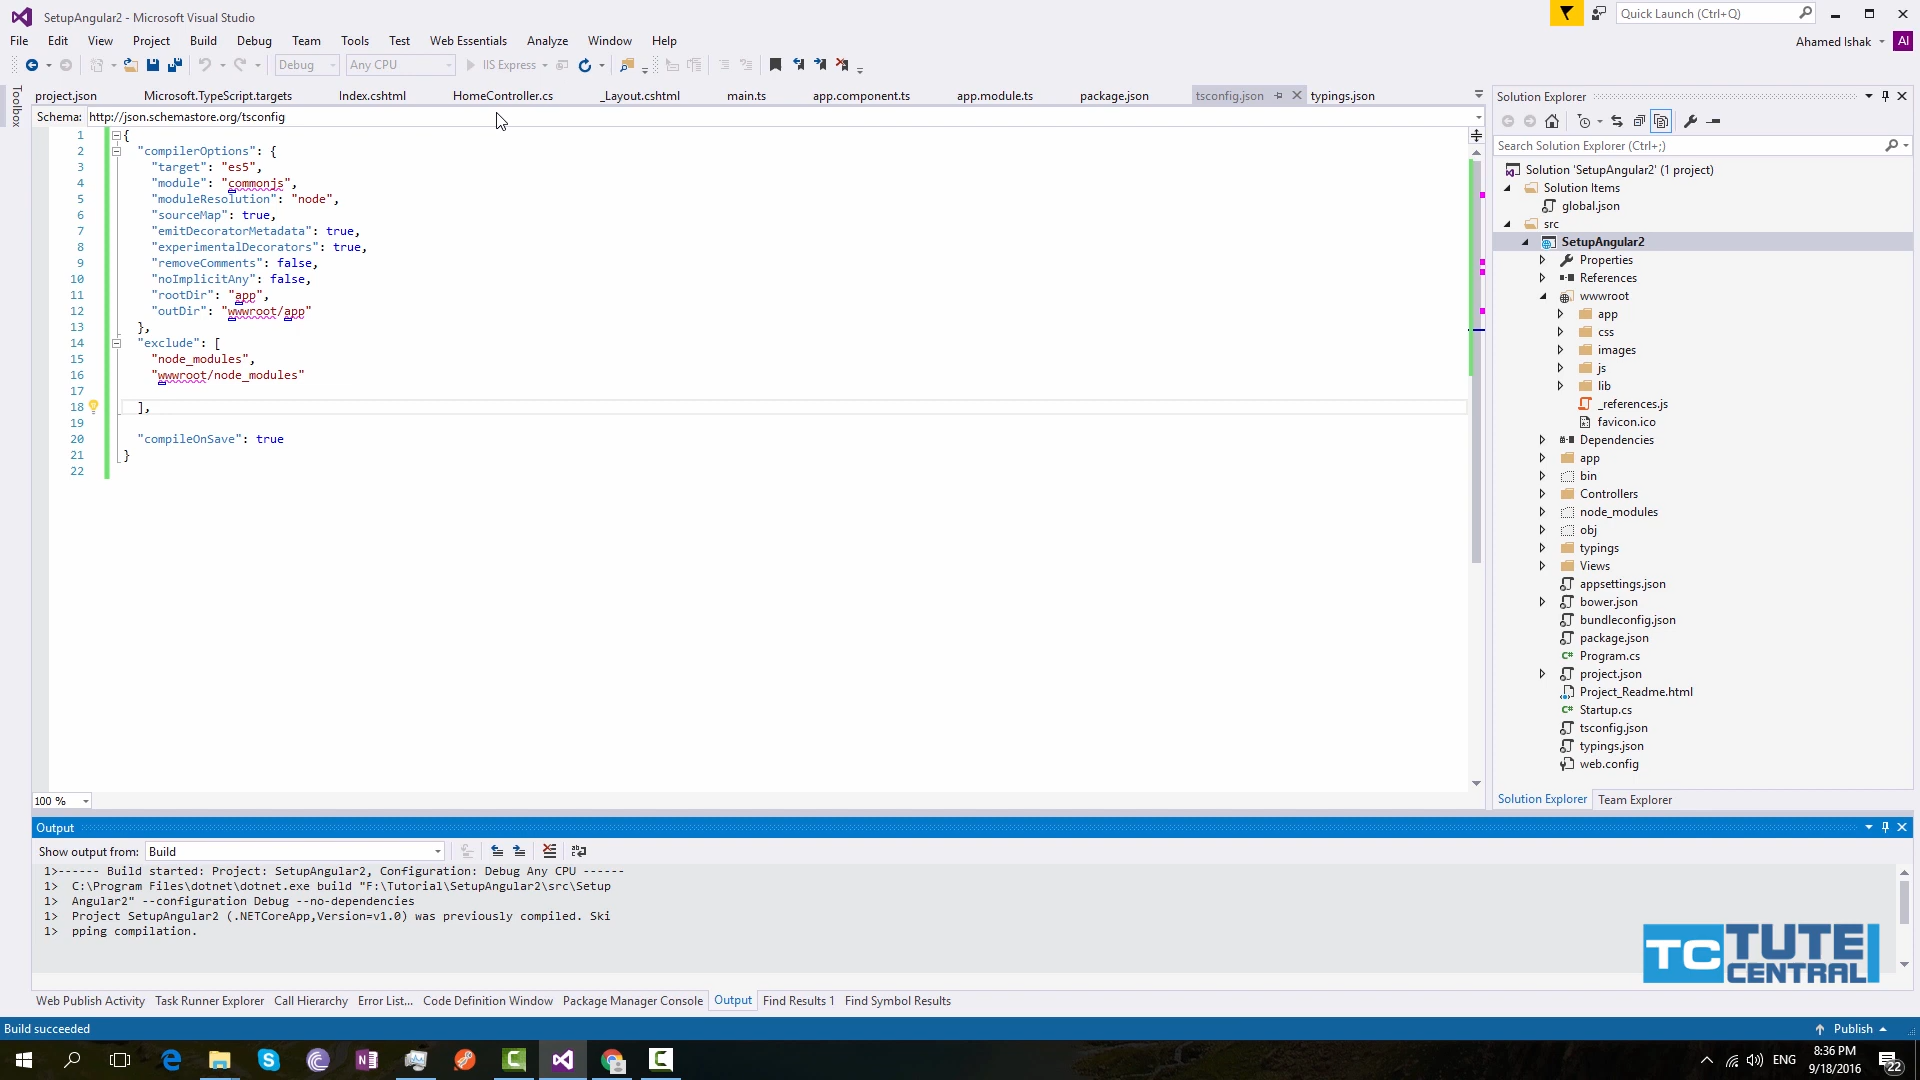 SetupAngular2 - Microsoft Visual Studio
Quick Launch (Ctrl+Q)
File Edit View Project Build Debug Team Tools Test Web Essentials Analyze Window Help
Ahamed Ishak AI
Debug Any CPU IIS Express
Toolbox
project.json Microsoft.TypeScript.targets Index.cshtml HomeController.cs _Layout.cshtml main.ts app.component.ts app.module.ts package.json tsconfig.json typings.json
Schema: http://json.schemastore.org/tsconfig
1 {
2 "compilerOptions": {
3 "target": "es5",
4 "module": "commonjs",
5 "moduleResolution": "node",
6 "sourceMap": true,
7 "emitDecoratorMetadata": true,
8 "experimentalDecorators": true,
9 "removeComments": false,
10 "noImplicitAny": false,
11 "rootDir": "app",
12 "outDir": "wwwroot/app"
13 },
14 "exclude": [
15 "node_modules",
16 "wwwroot/node_modules"
17
18 ],
19
20 "compileOnSave": true
21 }
22
100 %
Solution Explorer
Search Solution Explorer (Ctrl+;)
Solution 'SetupAngular2' (1 project)
Solution Items
global.json
src
SetupAngular2
Properties
References
wwwroot
app
css
images
js
lib
_references.js
favicon.ico
Dependencies
app
bin
Controllers
node_modules
obj
typings
Views
appsettings.json
bower.json
bundleconfig.json
package.json
Program.cs
project.json
Project_Readme.html
Startup.cs
tsconfig.json
typings.json
web.config
Solution Explorer Team Explorer
Output
Show output from: Build
1>------ Build started: Project: SetupAngular2, Configuration: Debug Any CPU ------
1> C:\Program Files\dotnet\dotnet.exe build "F:\Tutorial\SetupAngular2\src\Setup
1> Angular2" --configuration Debug --no-dependencies
1> Project SetupAngular2 (.NETCoreApp,Version=v1.0) was previously compiled. Ski
1> pping compilation.
TC TUTE
CENTRAL
Web Publish Activity Task Runner Explorer Call Hierarchy Error List... Code Definition Window Package Manager Console Output Find Results 1 Find Symbol Results
Build succeeded
Publish
ENG
8:36 PM
9/18/2016
22